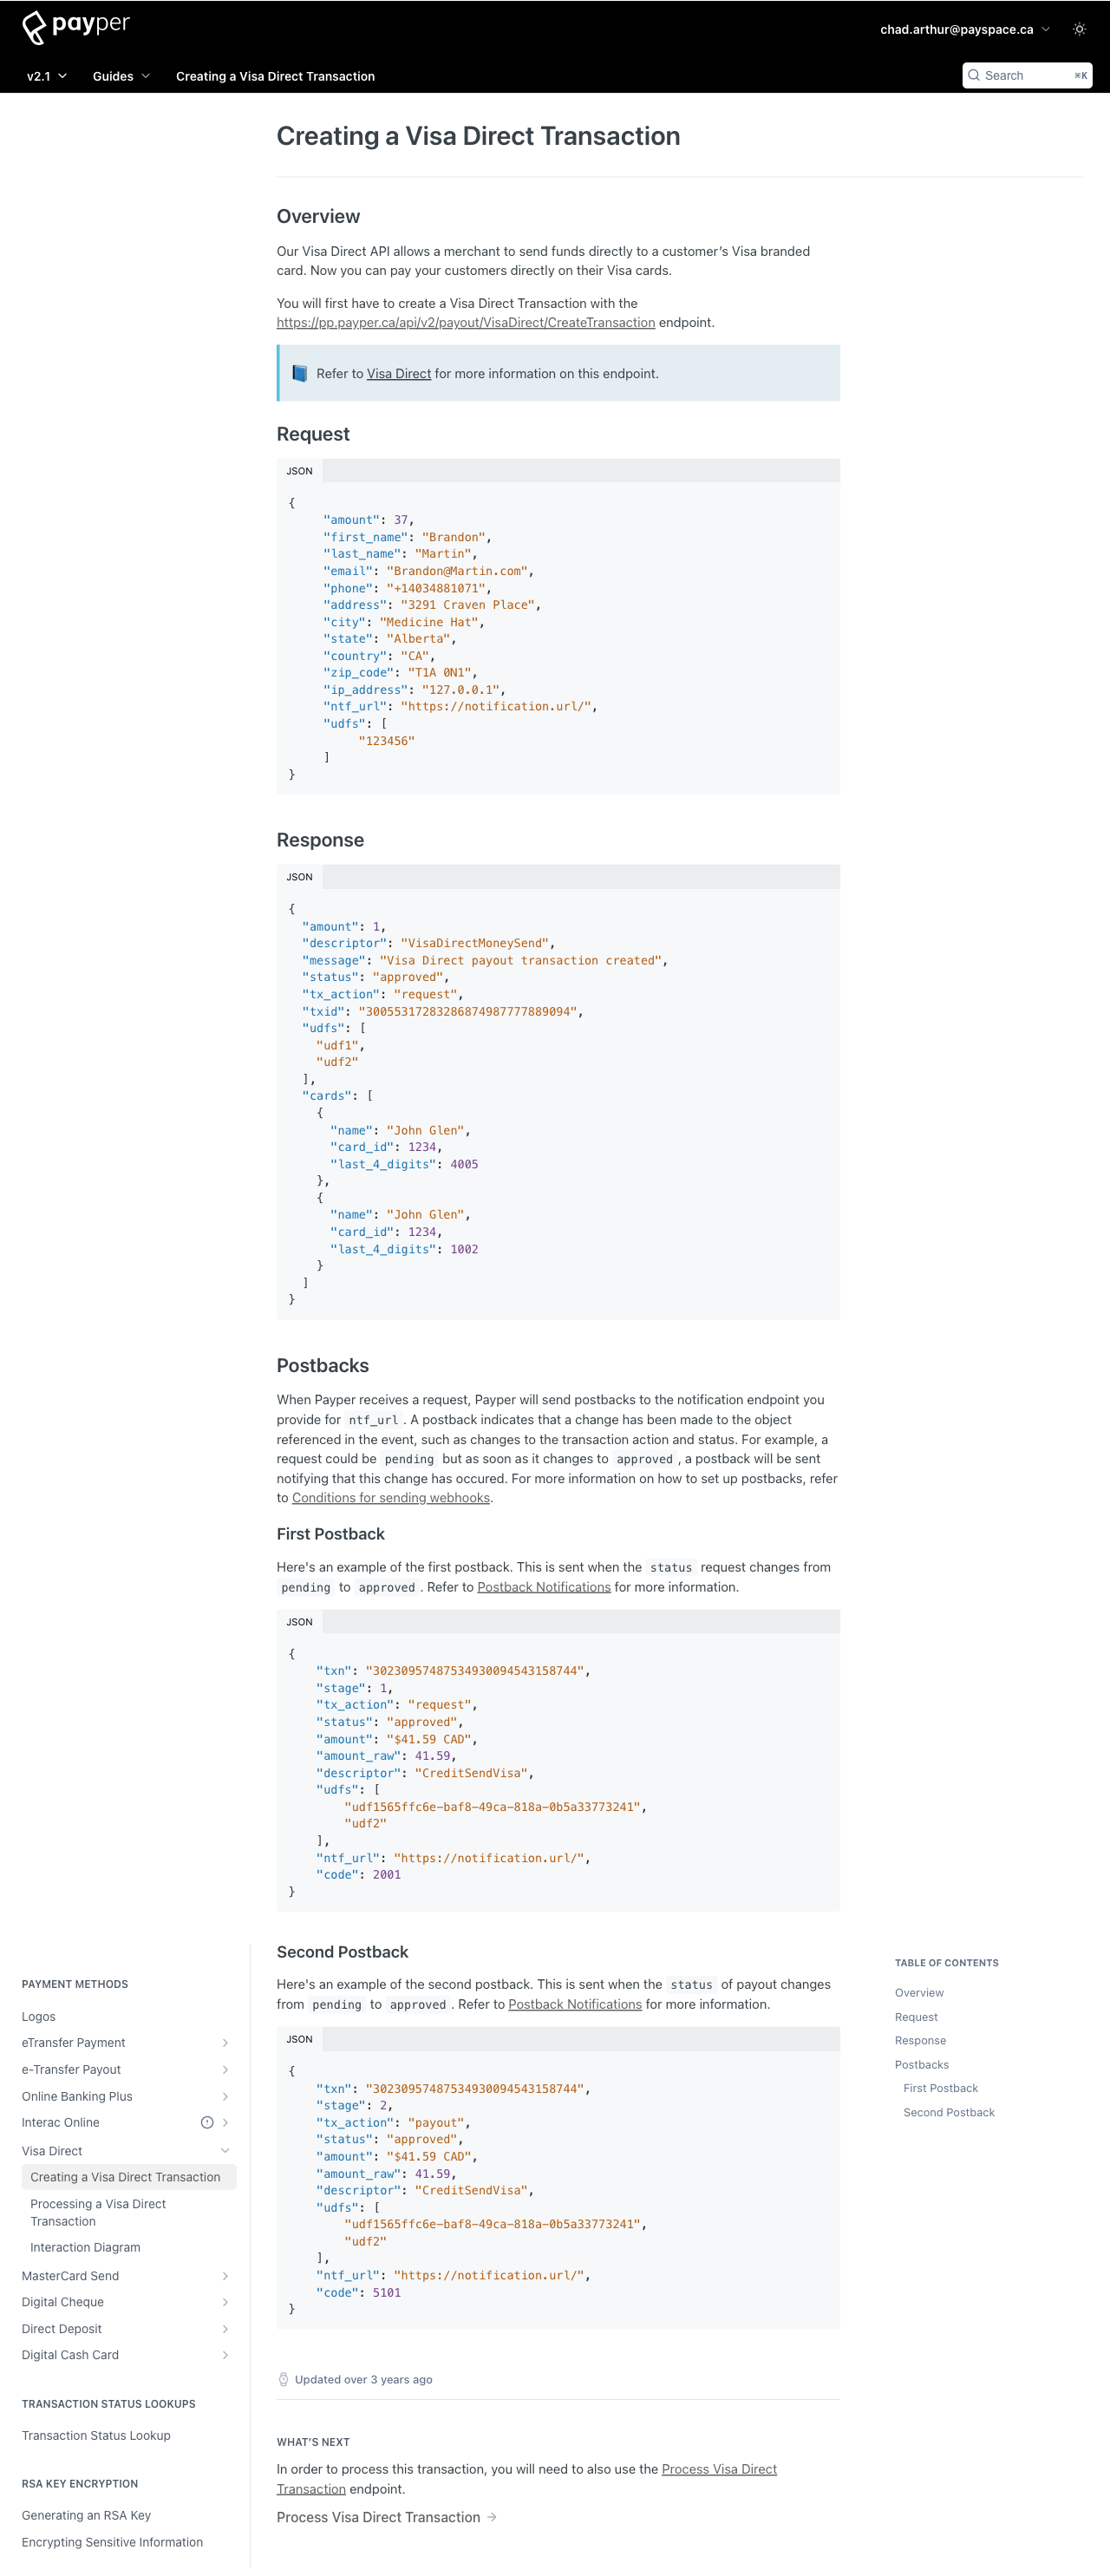 payper
chad.arthur@payspace.ca
v2.1 Guides Creating a Visa Direct Transaction
Search ⌘K
Creating a Visa Direct Transaction
Overview
Our Visa Direct API allows a merchant to send funds directly to a customer’s Visa branded
card. Now you can pay your customers directly on their Visa cards.
You will first have to create a Visa Direct Transaction with the
https://pp.payper.ca/api/v2/payout/VisaDirect/CreateTransaction endpoint.
Refer to Visa Direct for more information on this endpoint.
Request
JSON
{
"amount": 37,
"first_name": "Brandon",
"last_name": "Martin",
"email": "Brandon@Martin.com",
"phone": "+14034881071",
"address": "3291 Craven Place",
"city": "Medicine Hat",
"state": "Alberta",
"country": "CA",
"zip_code": "T1A 0N1",
"ip_address": "127.0.0.1",
"ntf_url": "https://notification.url/",
"udfs": [
"123456"
]
}
Response
JSON
{
"amount": 1,
"descriptor": "VisaDirectMoneySend",
"message": "Visa Direct payout transaction created",
"status": "approved",
"tx_action": "request",
"txid": "30055317283286874987777889094",
"udfs": [
"udf1",
"udf2"
],
"cards": [
{
"name": "John Glen",
"card_id": 1234,
"last_4_digits": 4005
},
{
"name": "John Glen",
"card_id": 1234,
"last_4_digits": 1002
}
]
}
Postbacks
When Payper receives a request, Payper will send postbacks to the notification endpoint you
provide for ntf_url. A postback indicates that a change has been made to the object
referenced in the event, such as changes to the transaction action and status. For example, a
request could be pending but as soon as it changes to approved, a postback will be sent
notifying that this change has occured. For more information on how to set up postbacks, refer
to Conditions for sending webhooks.
First Postback
Here's an example of the first postback. This is sent when the status request changes from
pending to approved. Refer to Postback Notifications for more information.
JSON
{
"txn": "30230957487534930094543158744",
"stage": 1,
"tx_action": "request",
"status": "approved",
"amount": "$41.59 CAD",
"amount_raw": 41.59,
"descriptor": "CreditSendVisa",
"udfs": [
"udf1565ffc6e-baf8-49ca-818a-0b5a33773241",
"udf2"
],
"ntf_url": "https://notification.url/",
"code": 2001
}
Second Postback
Here's an example of the second postback. This is sent when the status of payout changes
from pending to approved. Refer to Postback Notifications for more information.
JSON
{
"txn": "30230957487534930094543158744",
"stage": 2,
"tx_action": "payout",
"status": "approved",
"amount": "$41.59 CAD",
"amount_raw": 41.59,
"descriptor": "CreditSendVisa",
"udfs": [
"udf1565ffc6e-baf8-49ca-818a-0b5a33773241",
"udf2"
],
"ntf_url": "https://notification.url/",
"code": 5101
}
Updated over 3 years ago
WHAT’S NEXT
In order to process this transaction, you will need to also use the Process Visa Direct
Transaction endpoint.
Process Visa Direct Transaction →
PAYMENT METHODS
Logos
eTransfer Payment
e-Transfer Payout
Online Banking Plus
Interac Online
Visa Direct
Creating a Visa Direct Transaction
Processing a Visa Direct
Transaction
Interaction Diagram
MasterCard Send
Digital Cheque
Direct Deposit
Digital Cash Card
TRANSACTION STATUS LOOKUPS
Transaction Status Lookup
RSA KEY ENCRYPTION
Generating an RSA Key
Encrypting Sensitive Information
TABLE OF CONTENTS
Overview
Request
Response
Postbacks
First Postback
Second Postback